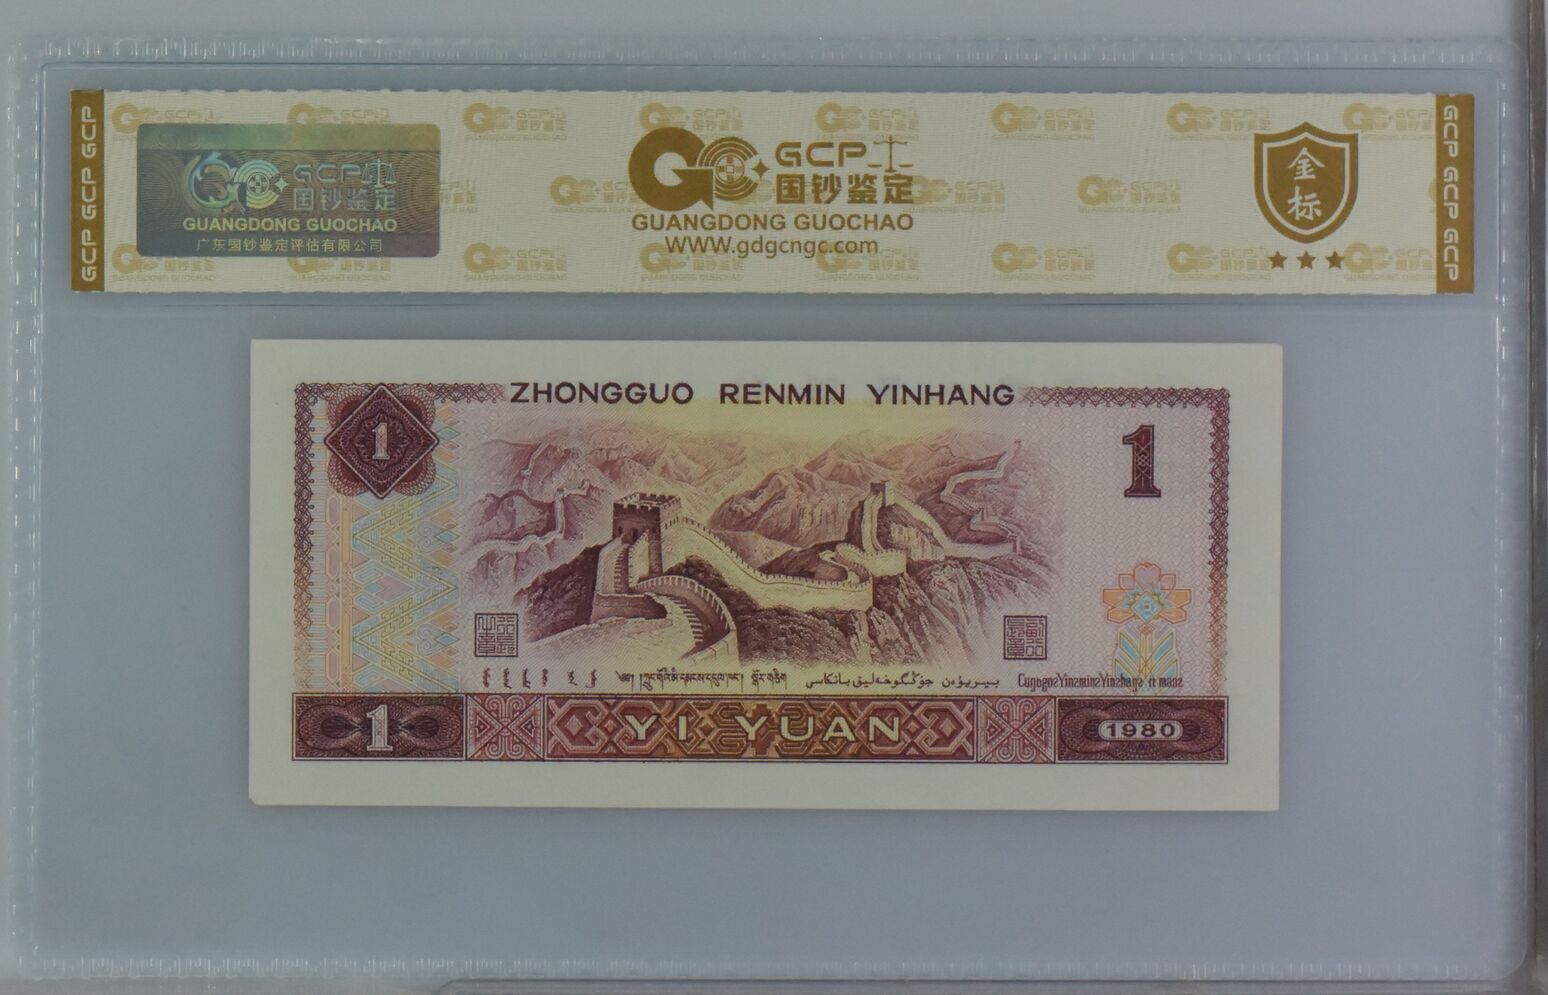 GCP GCP GCP
GCP
国钞鉴定
GUANGDONG GUOCHAO
广东国钞鉴定评估有限公司
GCP
国钞鉴定
GUANGDONG GUOCHAO
WWW.gdgcngc.com
金标
GCP GCP GCP
ZHONGGUO RENMIN YINHANG
1
1
1
YI YUAN
1980